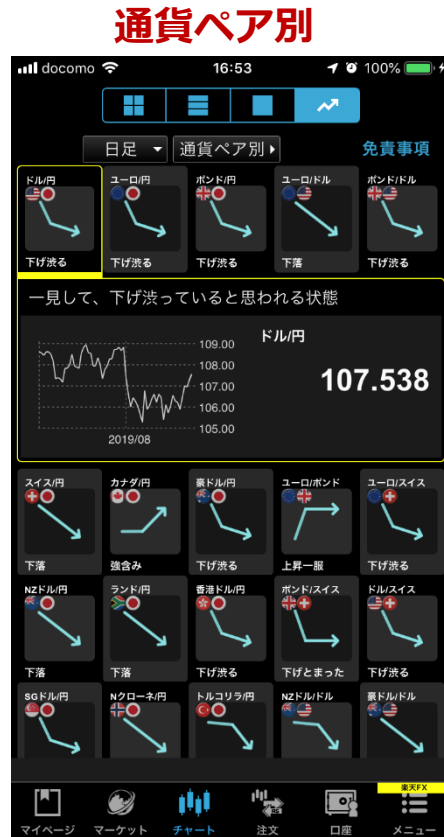 通貨ペア別
docomo 16:53 100%
日足 通貨ペア別 免責事項
ドル/円 ユーロ/円 ポンド/円 ユーロ/ドル ポンド/ドル
下げ渋る 下げ渋る 下げ渋る 下落 下げ渋る
一見して、下げ渋っていると思われる状態
ドル/円
109.00
108.00
107.538
107.00
106.00
105.00
2019/08
スイス/円 カナダ/円 豪ドル/円 ユーロ/ポンド ユーロ/スイス
下落 強含み 下げ渋る 上昇一服 下げ渋る
NZドル/円 ランド/円 香港ドル/円 ポンド/スイス ドル/スイス
下落 下落 下げ渋る 下げとまった 下げ渋る
SGドル/円 Nクローネ/円 トルコリラ/円 NZドル/ドル 豪ドル/ドル
楽天FX
マイページ マーケット チャート 注文 口座 メニュー